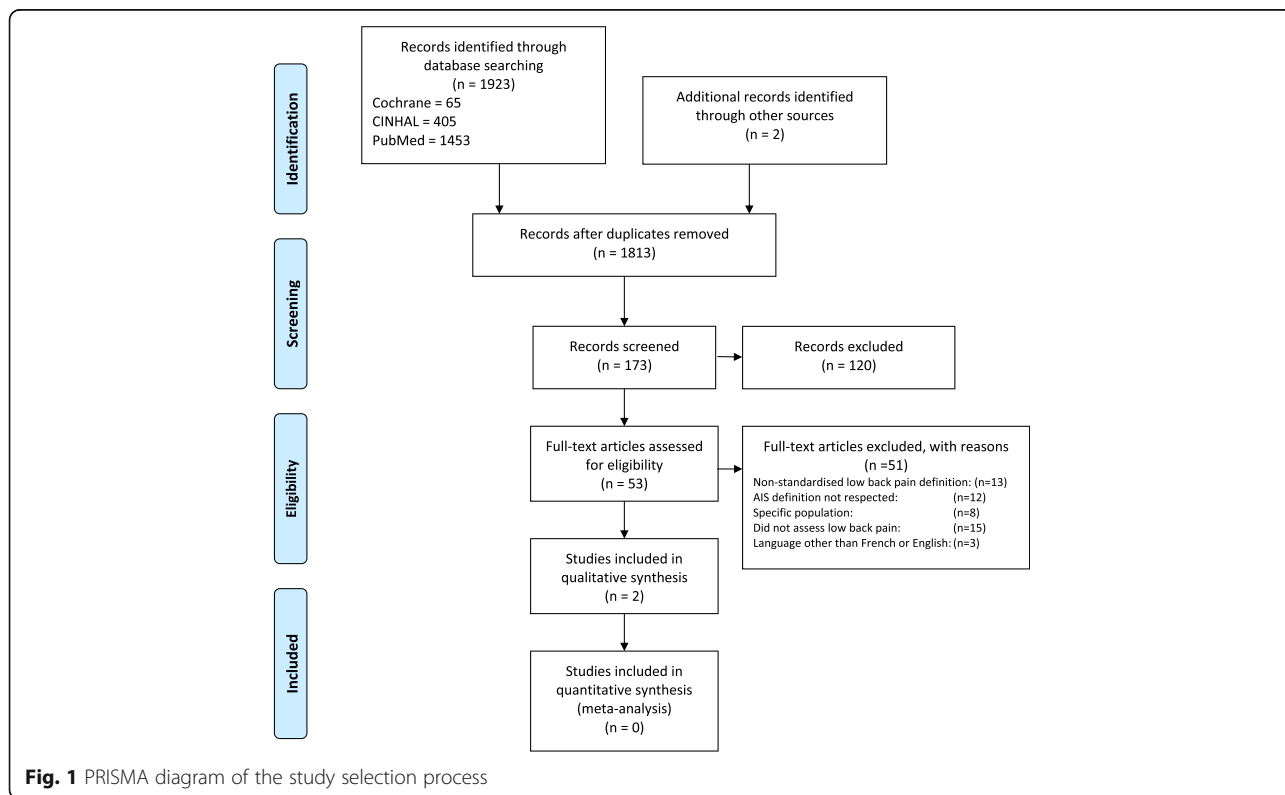 Identification
Records identified through
database searching
(n = 1923)
Cochrane = 65
CINHAL = 405
PubMed = 1453
Additional records identified
through other sources
(n = 2)
Records after duplicates removed
(n = 1813)
Screening
Records screened
(n = 173)
Records excluded
(n = 120)
Eligibility
Full-text articles assessed
for eligibility
(n = 53)
Full-text articles excluded, with reasons
(n =51)
Non-standardised low back pain definition: (n=13)
AIS definition not respected: (n=12)
Specific population: (n=8)
Did not assess low back pain: (n=15)
Language other than French or English: (n=3)
Studies included in
qualitative synthesis
(n = 2)
Included
Studies included in
quantitative synthesis
(meta-analysis)
(n = 0)
Fig. 1 PRISMA diagram of the study selection process